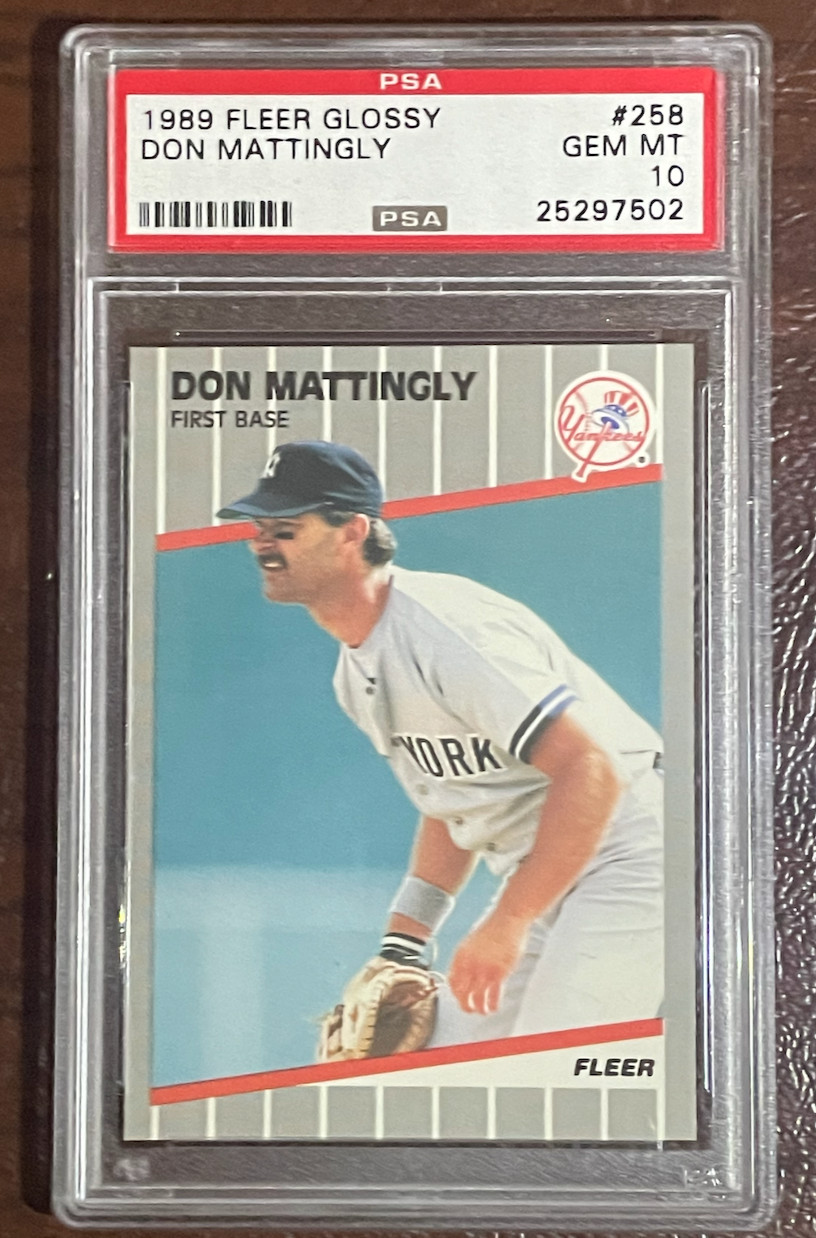 PSA
1989 FLEER GLOSSY #258
DON MATTINGLY GEM MT
10
PSA 25297502
DON MATTINGLY
FIRST BASE
Yankees
YORK
FLEER